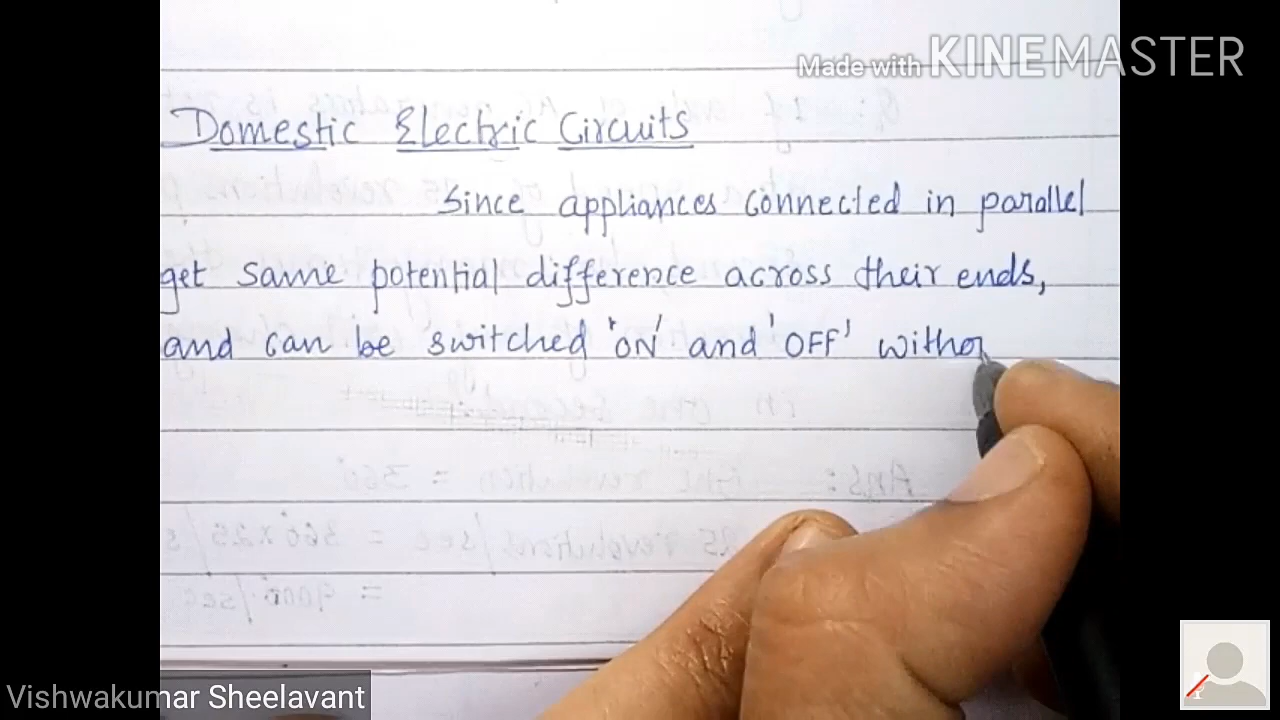 Made with KINEMASTER
Domestic Electric Circuits
Since appliances connected in parallel
get same potential difference across their ends,
and can be switched 'ON' and 'OFF'
Vishwakumar Sheelavant